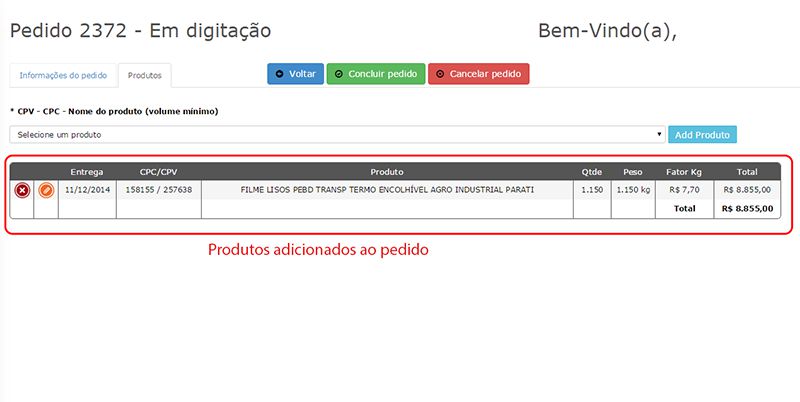 Pedido 2372 - Em digitação Bem-Vindo(a),
Informações do pedido Produtos Voltar Concluir pedido Cancelar pedido
* CPV - CPC - Nome do produto (volume mínimo)
Selecione um produto Add Produto
Entrega CPC/CPV Produto Qtde Peso Fator Kg Total
11/12/2014 158155 / 257638 FILME LISOS PEBD TRANSP TERMO ENCOLHÍVEL AGRO INDUSTRIAL PARATI 1.150 1.150 kg R$ 7,70 R$ 8.855,00
Total R$ 8.855,00
Produtos adicionados ao pedido